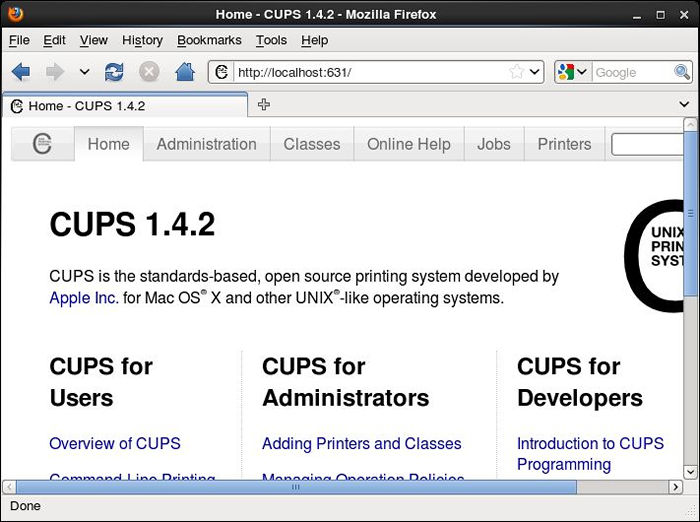 Home - CUPS 1.4.2 - Mozilla Firefox
File Edit View History Bookmarks Tools Help
http://localhost:631/ Google
Home - CUPS 1.4.2
Home Administration Classes Online Help Jobs Printers
CUPS 1.4.2
UNIX
PRIN
SYST
CUPS is the standards-based, open source printing system developed by
Apple Inc. for Mac OS® X and other UNIX®-like operating systems.
CUPS for
Users
Overview of CUPS
Command-Line Printing
CUPS for
Administrators
Adding Printers and Classes
Managing Operation Policies
CUPS for
Developers
Introduction to CUPS
Programming
Done